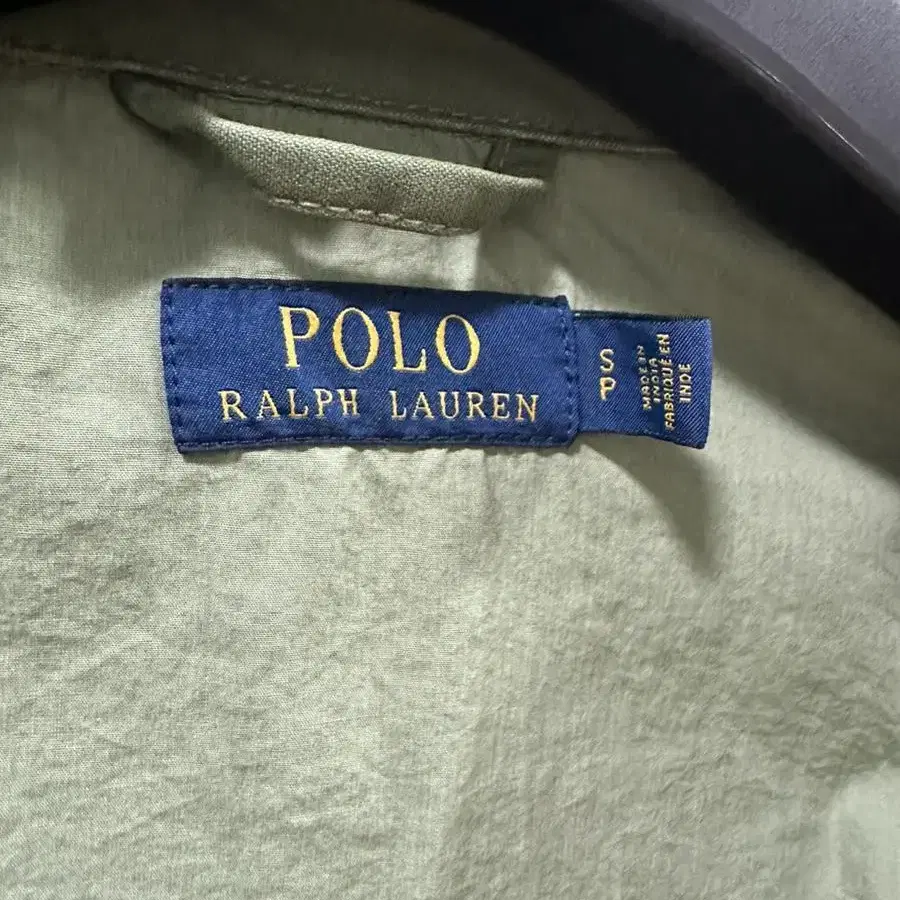 POLO
RALPH LAUREN
S
P
MADE IN
INDIA
FABRIQUÉ EN
INDE